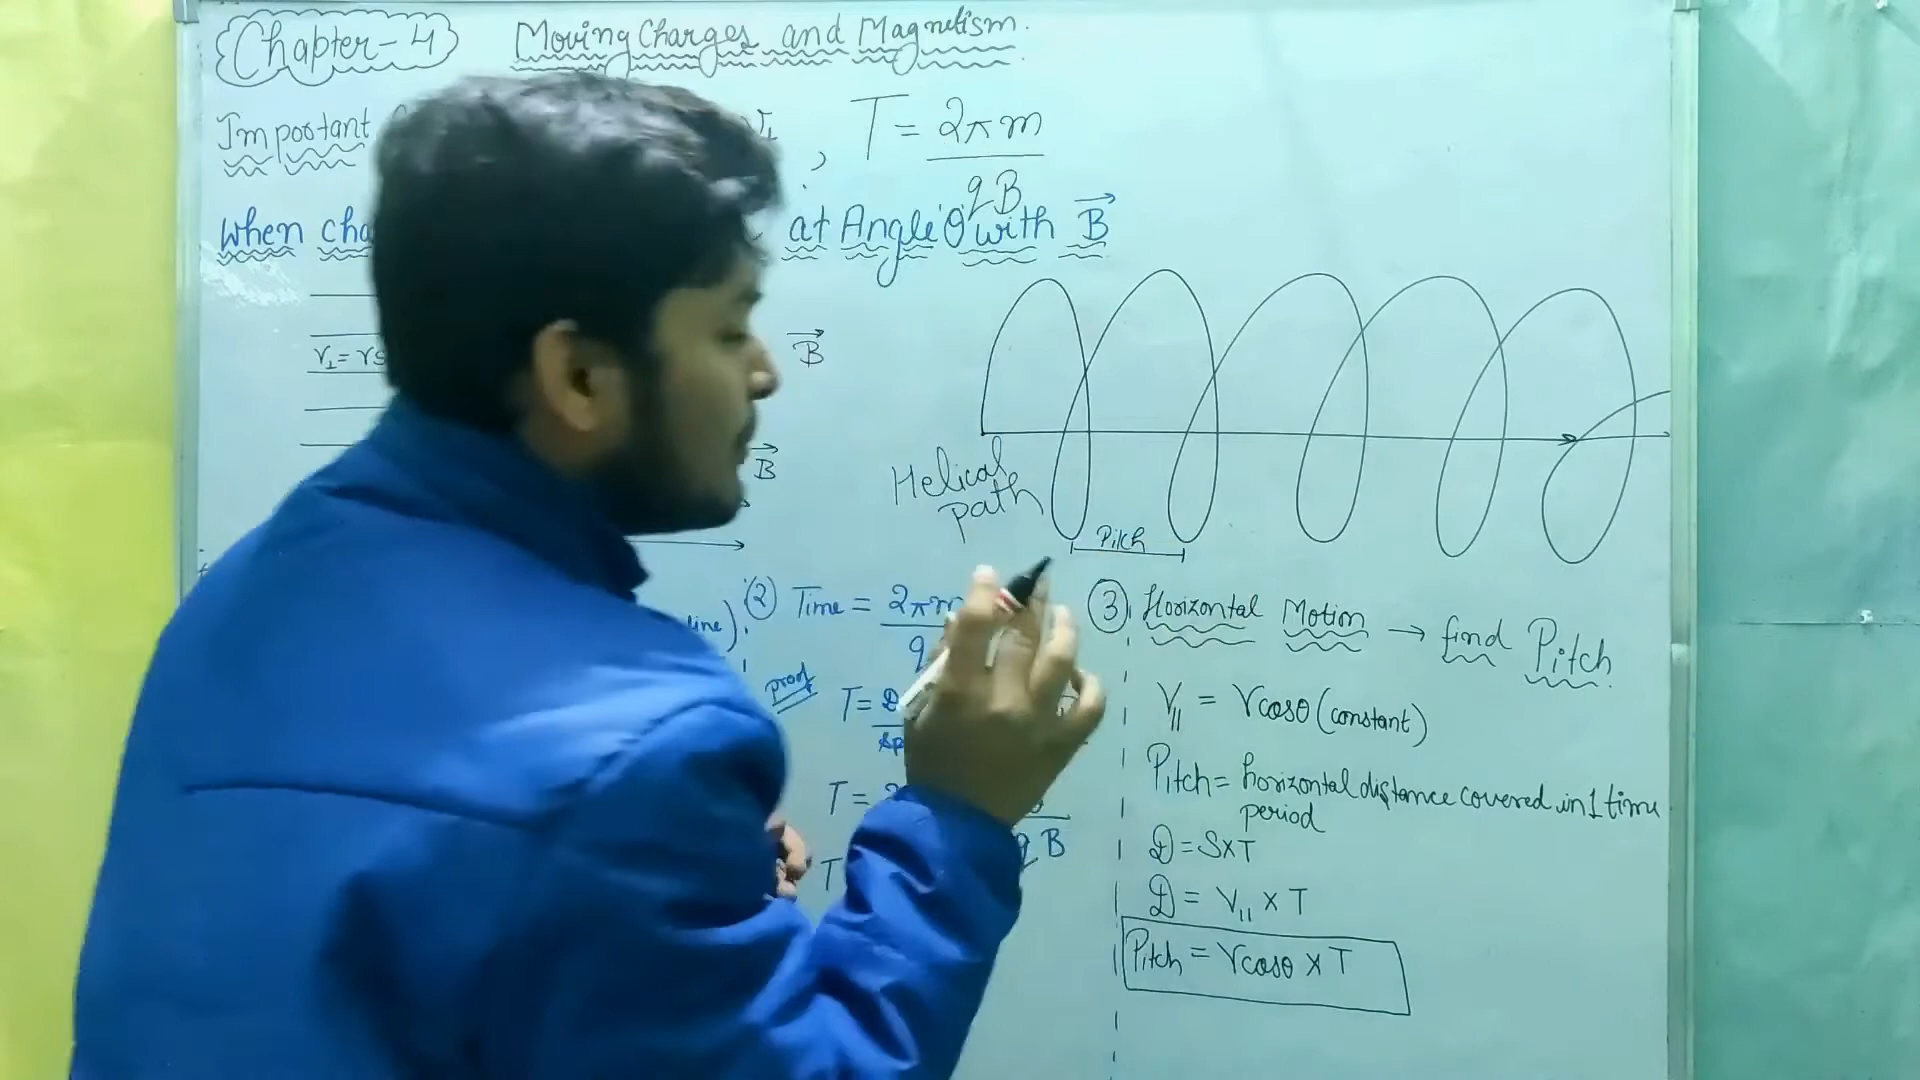 Chapter-4 Moving Charges and Magnetism.
Important
, T = 2πm
qB
When cha at Angle 'θ' with B
B
V⊥ = vs
B
Helical
path
Pitch
line)
② Time = 2πm
q
proof
T = D
Sp
T = 2
qB
T
③ Horizontal Motion → find Pitch
V|| = Vcosθ (constant)
Pitch = horizontal distance covered in 1 time
period
D = S×T
D = V|| × T
Pitch = Vcosθ × T